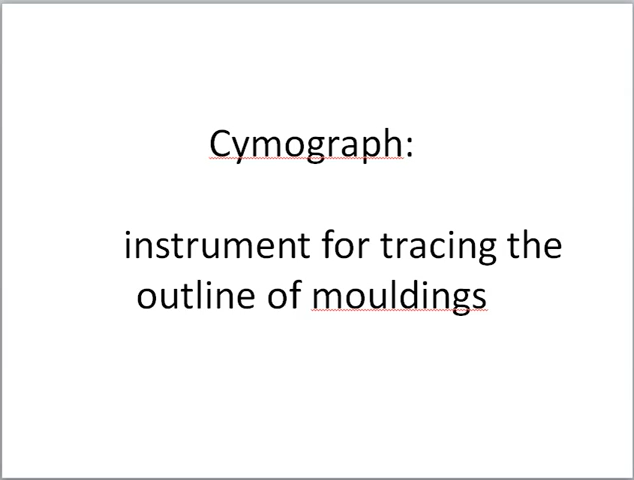 Cymograph:
instrument for tracing the
outline of mouldings